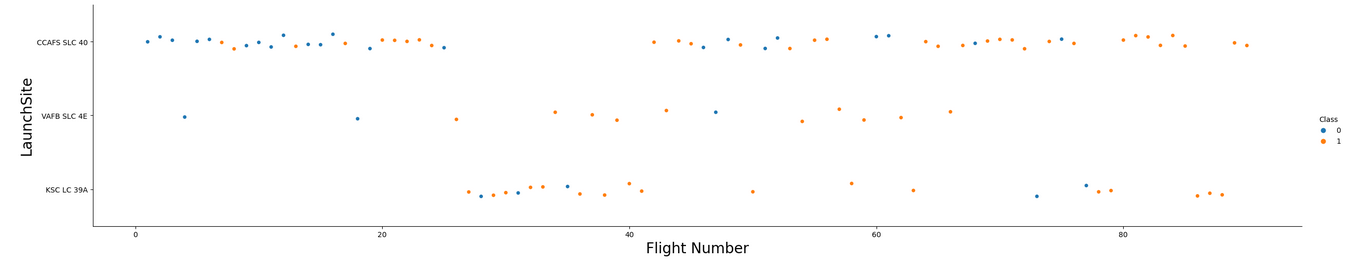 CCAFS SLC 40
VAFB SLC 4E
KSC LC 39A
LaunchSite
0 20 40 60 80
Flight Number
Class
0
1